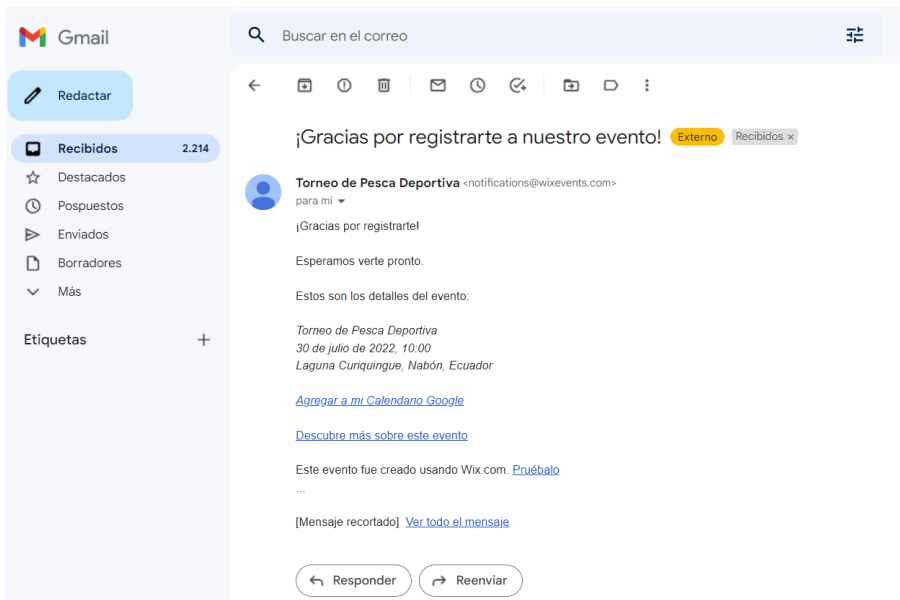 Gmail
Buscar en el correo
Redactar
Recibidos 2.214
Destacados
Pospuestos
Enviados
Borradores
Más
Etiquetas
¡Gracias por registrarte a nuestro evento! Externo Recibidos ×
Torneo de Pesca Deportiva <notifications@wixevents.com>
para mí
¡Gracias por registrarte!
Esperamos verte pronto.
Estos son los detalles del evento:
Torneo de Pesca Deportiva
30 de julio de 2022, 10:00
Laguna Curiquingue, Nabón, Ecuador
Agregar a mi Calendario Google
Descubre más sobre este evento
Este evento fue creado usando Wix.com. Pruébalo
...
[Mensaje recortado] Ver todo el mensaje
Responder Reenviar